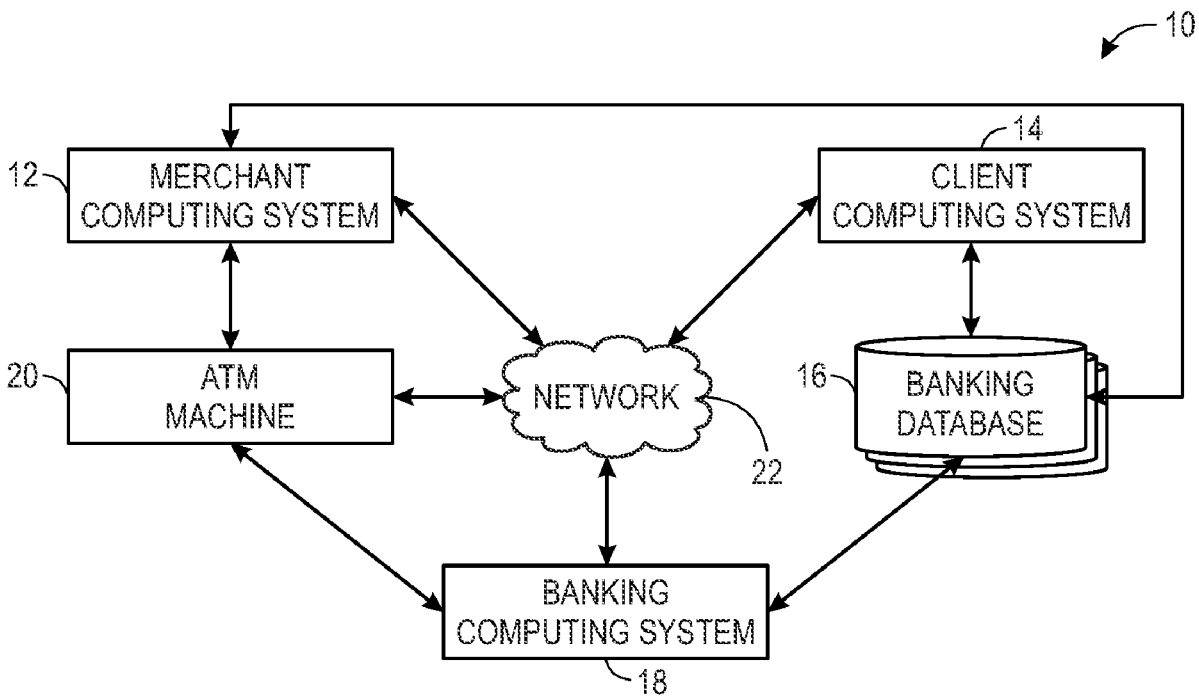 10
14
12
MERCHANT
COMPUTING SYSTEM
CLIENT
COMPUTING SYSTEM
20
ATM
MACHINE
NETWORK
16
BANKING
DATABASE
22
BANKING
COMPUTING SYSTEM
18